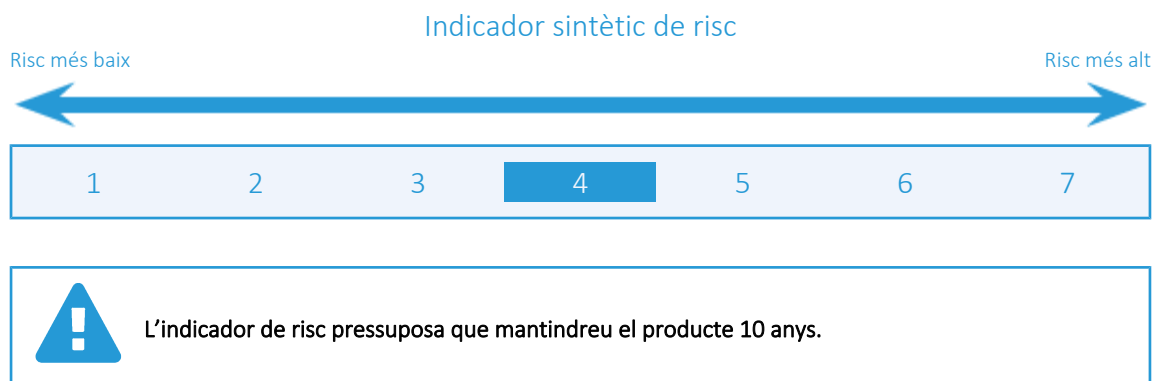 Indicador sintètic de risc
Risc més baix Risc més alt
1 2 3 4 5 6 7
L’indicador de risc pressuposa que mantindreu el producte 10 anys.